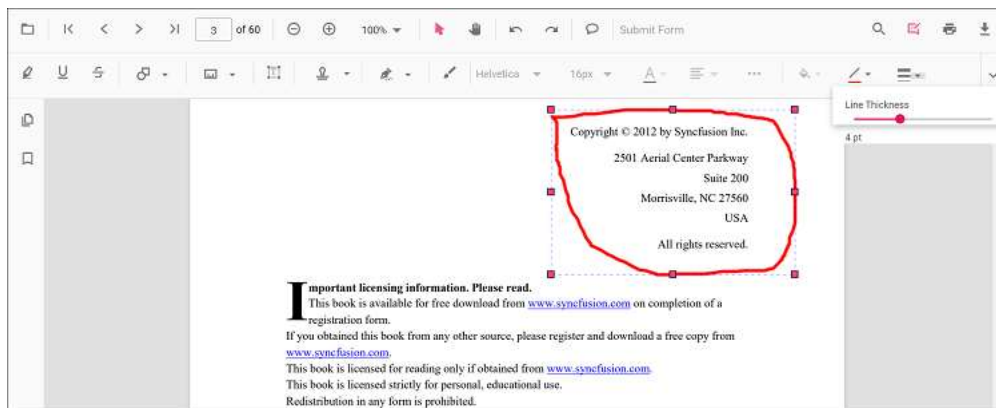 3 of 60 100% Submit Form
Helvetica 16px A
Line Thickness
4 pt
Copyright © 2012 by Syncfusion Inc.
2501 Aerial Center Parkway
Suite 200
Morrisville, NC 27560
USA
All rights reserved.
Important licensing information. Please read.
This book is available for free download from www.syncfusion.com on completion of a
registration form.
If you obtained this book from any other source, please register and download a free copy from
www.syncfusion.com.
This book is licensed for reading only if obtained from www.syncfusion.com.
This book is licensed strictly for personal, educational use.
Redistribution in any form is prohibited.